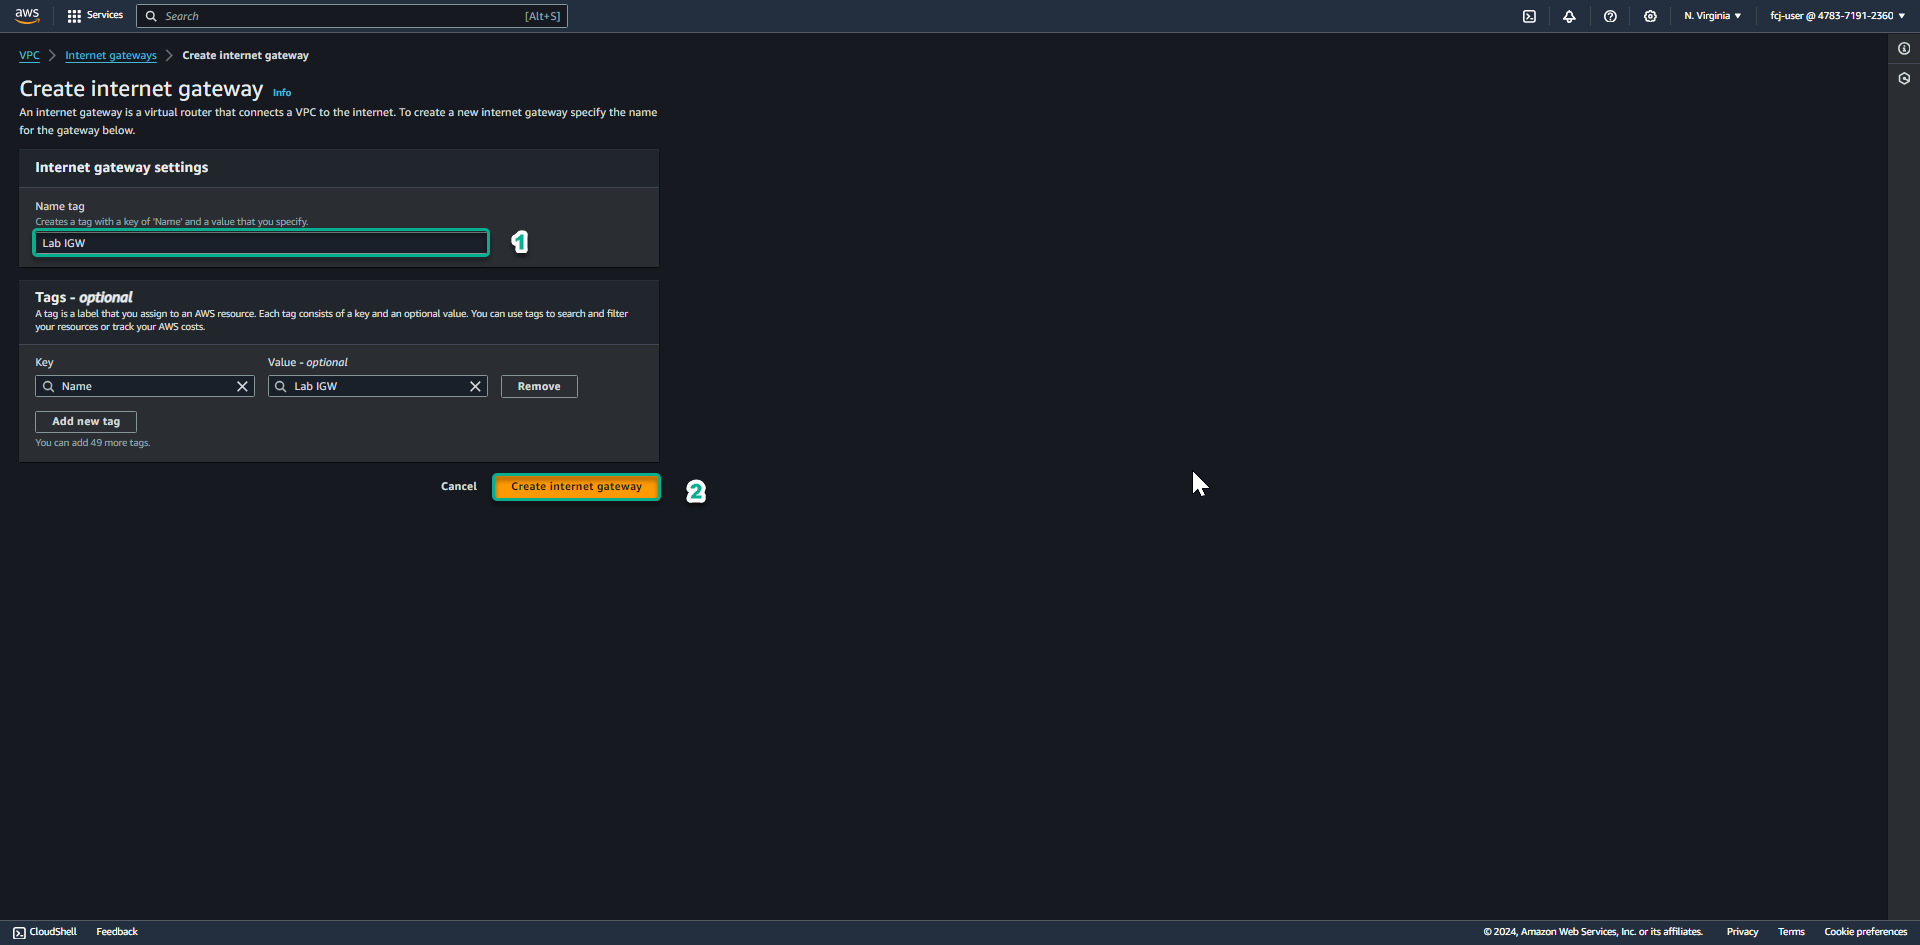 aws
Services
Search
[Alt+S]
N. Virginia
fcj-user @ 4783-7191-2360
VPC
Internet gateways
Create internet gateway
Create internet gateway
Info
An internet gateway is a virtual router that connects a VPC to the internet. To create a new internet gateway specify the name
for the gateway below.
Internet gateway settings
Name tag
Creates a tag with a key of 'Name' and a value that you specify.
Lab IGW
1
Tags - optional
A tag is a label that you assign to an AWS resource. Each tag consists of a key and an optional value. You can use tags to search and filter
your resources or track your AWS costs.
Key
Value - optional
Name
Lab IGW
Remove
Add new tag
You can add 49 more tags.
Cancel
Create internet gateway
2
CloudShell
Feedback
© 2024, Amazon Web Services, Inc. or its affiliates.
Privacy
Terms
Cookie preferences